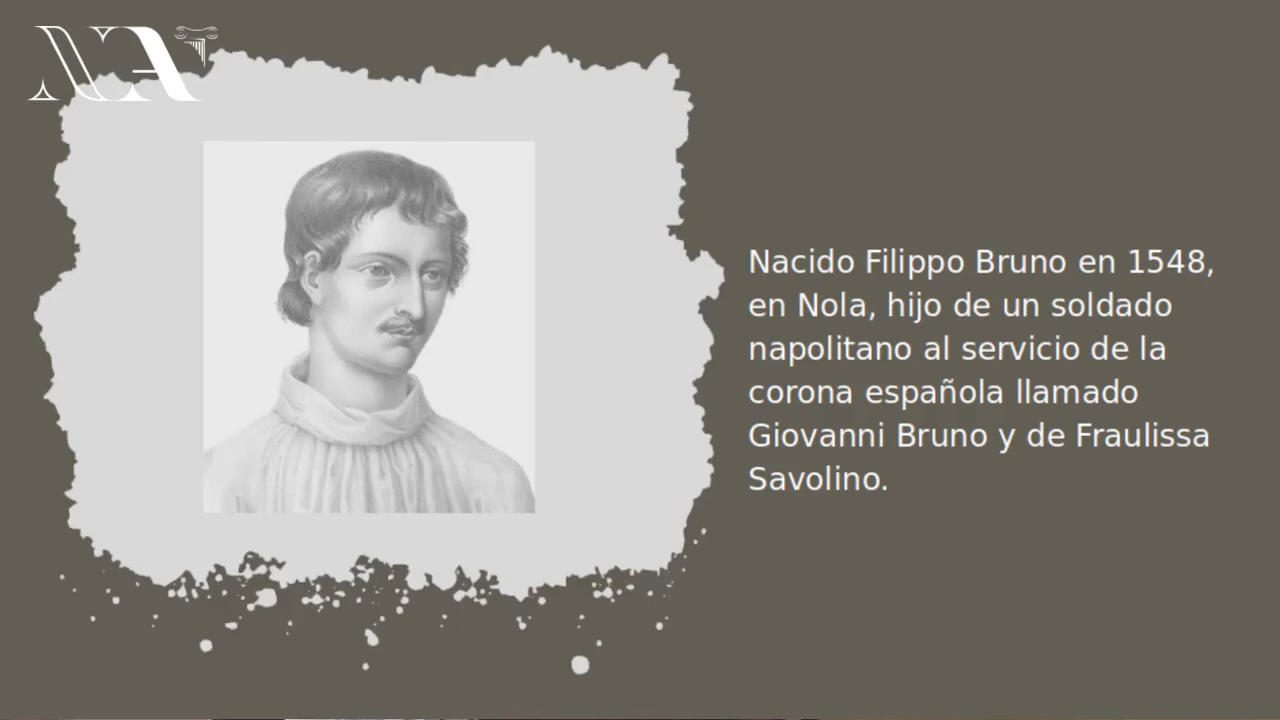 NA
Nacido Filippo Bruno en 1548,
en Nola, hijo de un soldado
napolitano al servicio de la
corona española llamado
Giovanni Bruno y de Fraulissa
Savolino.